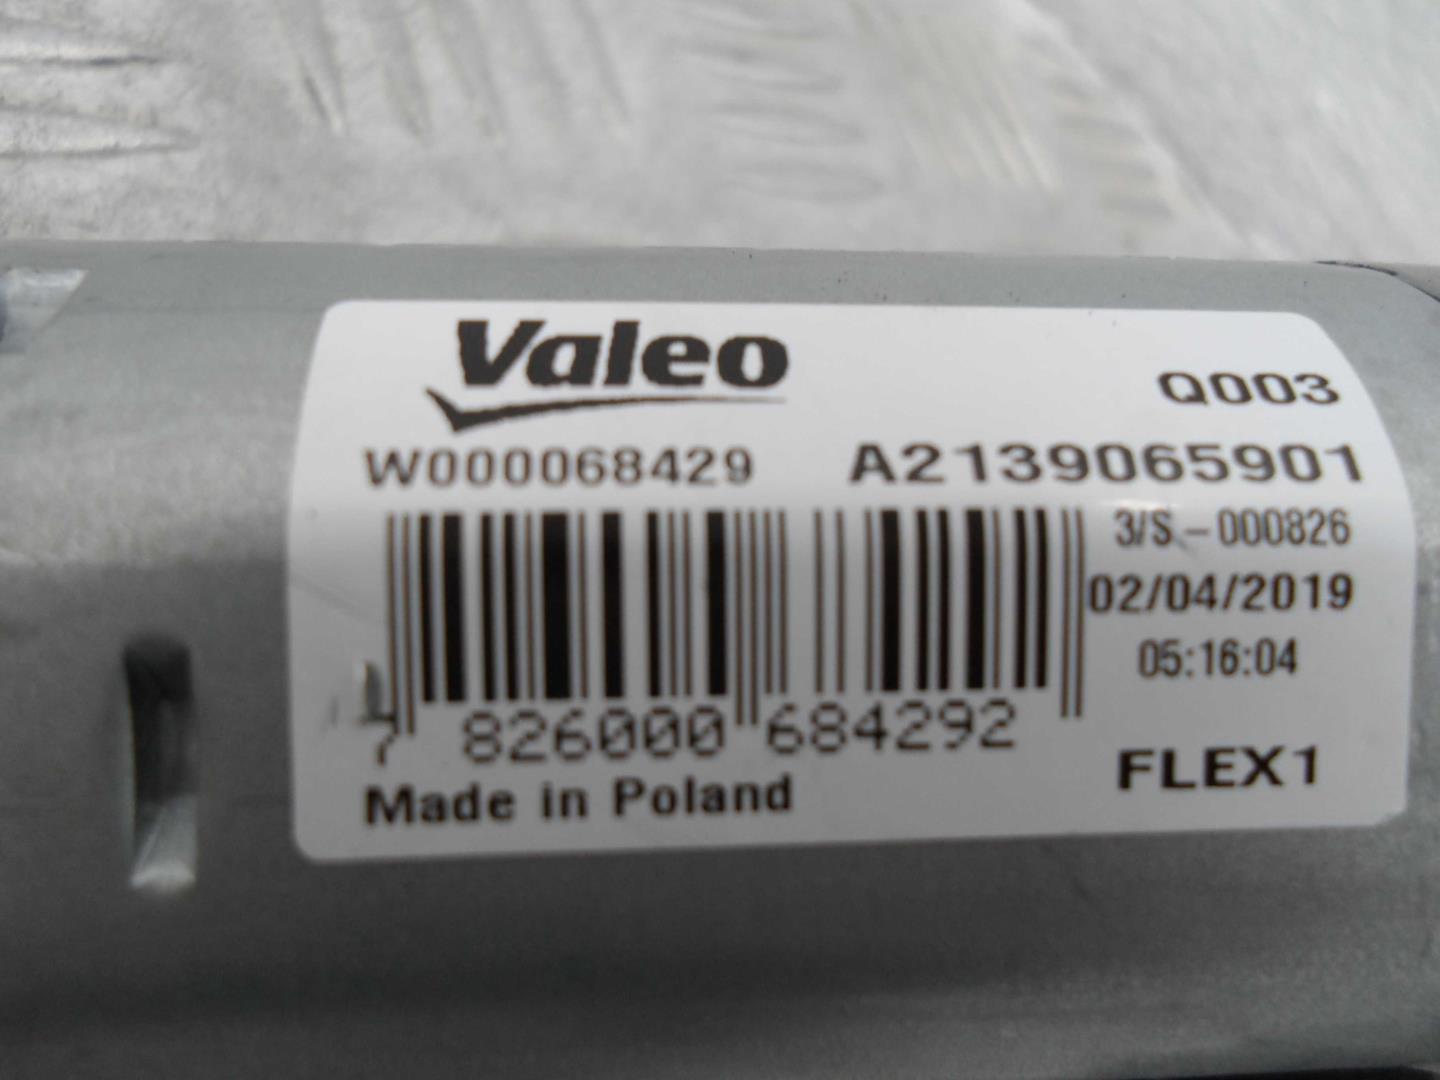 Valeo
Q003
W000068429 A2139065901
3/S-000826
02/04/2019
05:16:04
7 826000 684292
FLEX1
Made in Poland